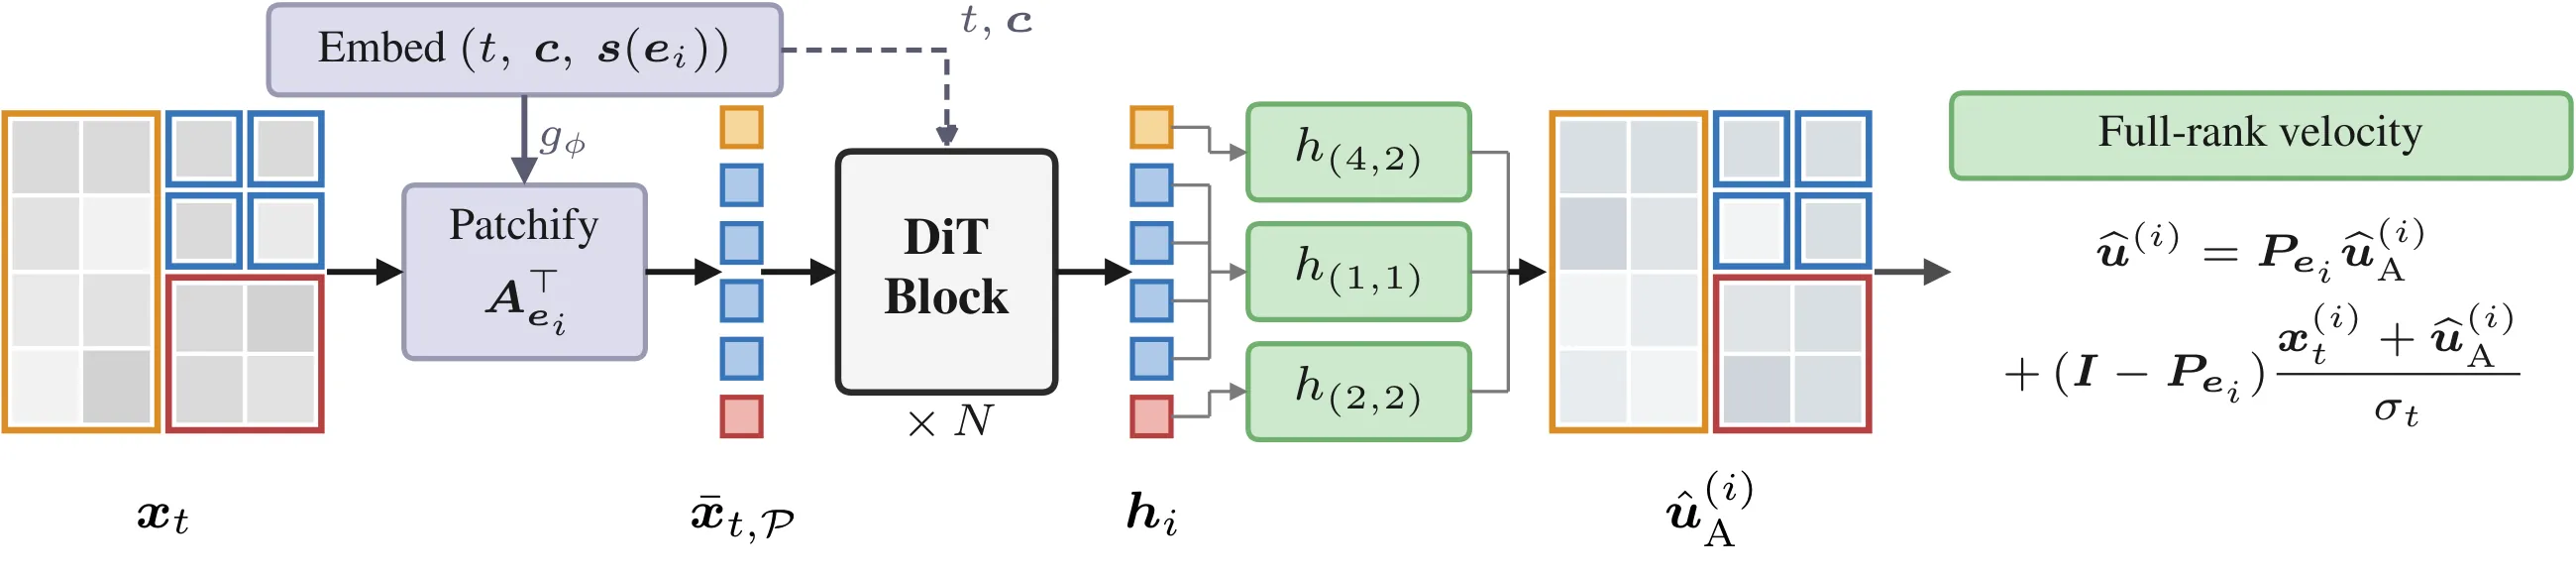 Embed (t, c, s(e_i))
t, c
g_ϕ
Patchify
A_{e_i}^⊤
DiT
Block
× N
h_{(4,2)}
h_{(1,1)}
h_{(2,2)}
Full-rank velocity
û^{(i)} = P_{e_i} û_A^{(i)}
+ (I − P_{e_i}) \frac{x_t^{(i)} + û_A^{(i)}}{σ_t}
x_t
x̄_{t,𝒫}
h_i
û_A^{(i)}